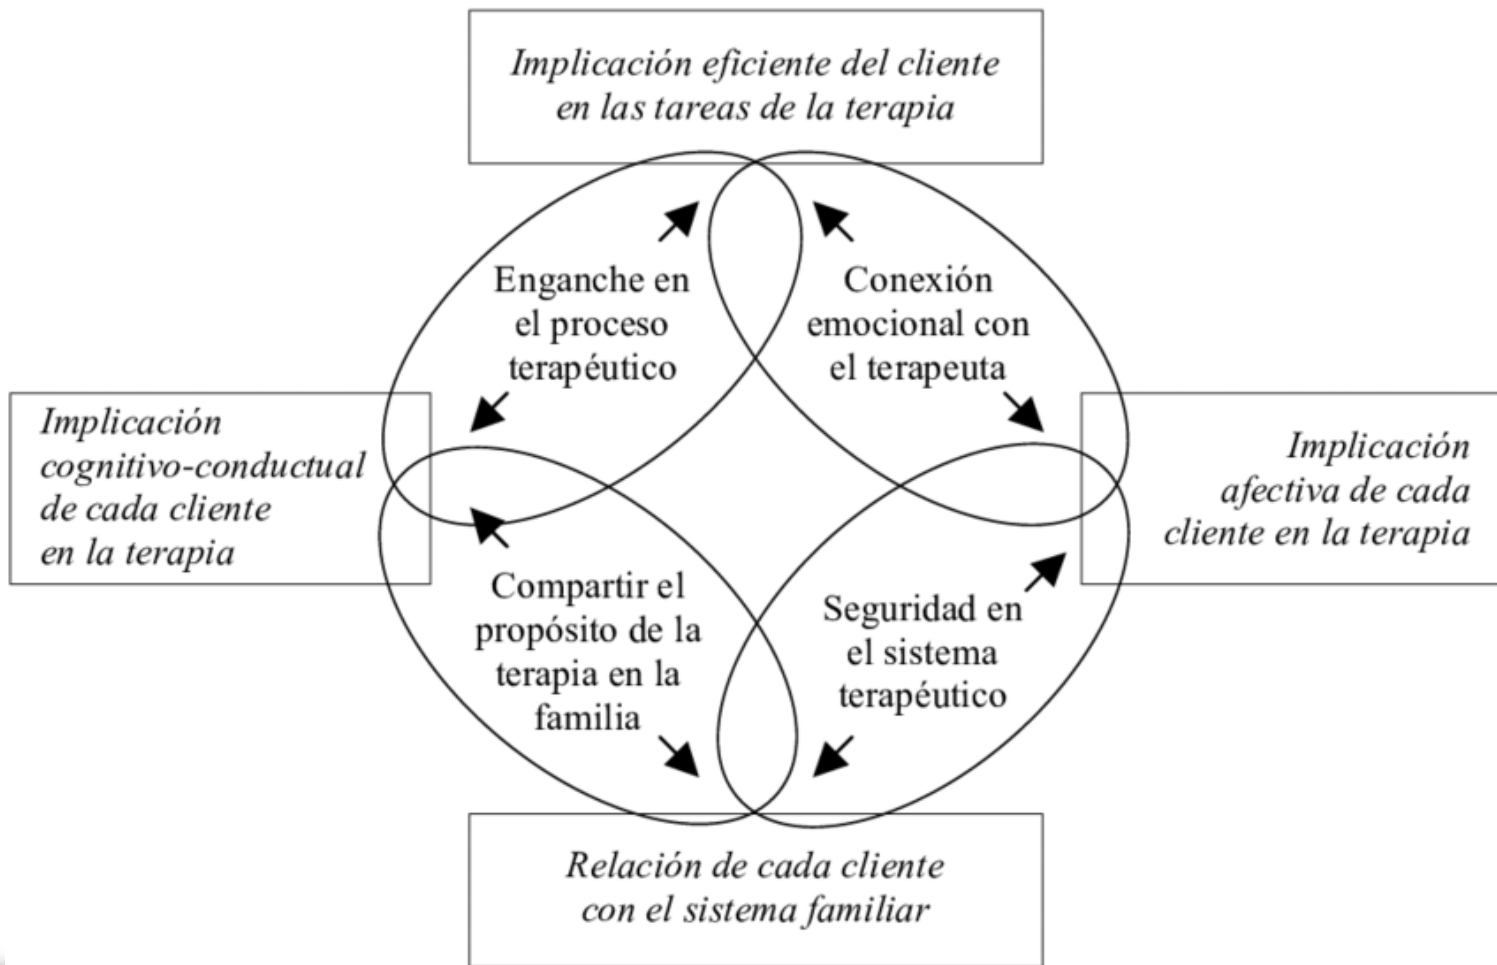 Implicación eficiente del cliente
en las tareas de la terapia
Enganche en
el proceso
terapéutico
Conexión
emocional con
el terapeuta
Implicación
cognitivo-conductual
de cada cliente
en la terapia
Implicación
afectiva de cada
cliente en la terapia
Compartir el
propósito de la
terapia en la
familia
Seguridad en
el sistema
terapéutico
Relación de cada cliente
con el sistema familiar